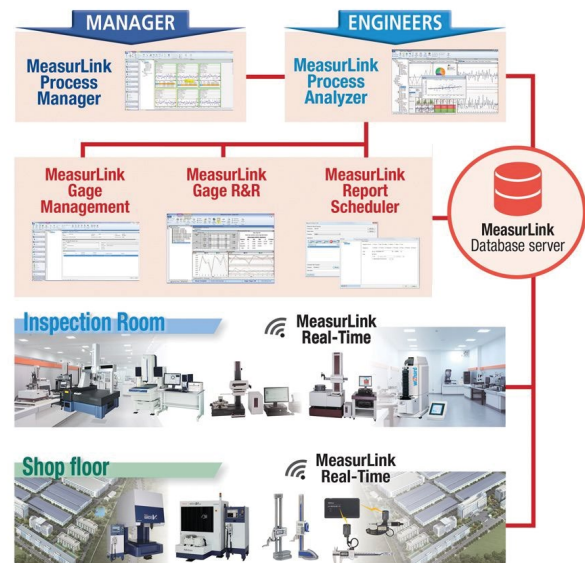 MANAGER
ENGINEERS
MeasurLink
Process
Manager
MeasurLink
Process
Analyzer
MeasurLink
Gage
Management
MeasurLink
Gage R&R
MeasurLink
Report
Scheduler
MeasurLink
Database server
Inspection Room
MeasurLink
Real-Time
Shop floor
MeasurLink
Real-Time